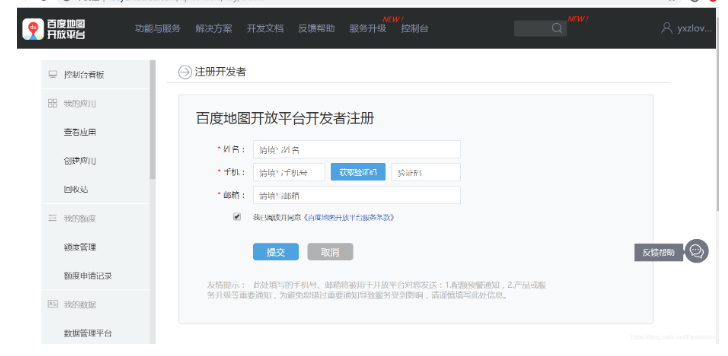 百度地图
开放平台
功能与服务 解决方案 开发文档 反馈帮助 服务升级 NEW! 控制台 NEW! yxzlov...
控制台看板
注册开发者
我的应用
百度地图开放平台开发者注册
查看应用
* 姓名： 请填写姓名
创建应用
* 手机： 请填写手机号 获取验证码 验证码
回收站
* 邮箱： 请填写邮箱
我的额度
我已阅读并同意《百度地图开放平台服务条款》
额度管理
提交 取消
反馈帮助
额度申请记录
友情提示： 此处填写的手机号、邮箱将被用于开放平台对您发送：1.配额预警通知，2.产品或服
务升级等重要通知，为避免您错过重要通知导致服务受到影响，请谨慎填写此处信息。
我的数据
数据管理平台